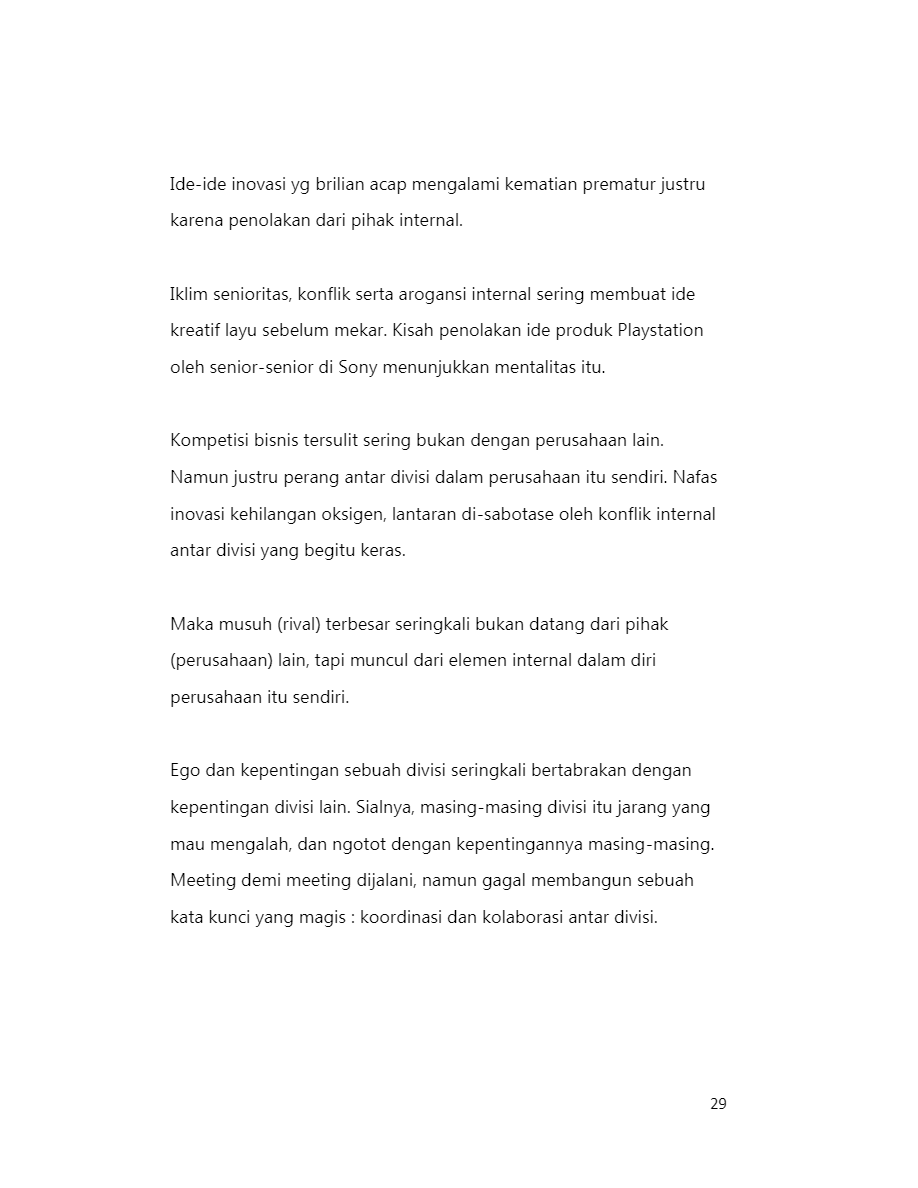 Ide-ide inovasi yg brilian acap mengalami kematian prematur justru
karena penolakan dari pihak internal.
Iklim senioritas, konflik serta arogansi internal sering membuat ide
kreatif layu sebelum mekar. Kisah penolakan ide produk Playstation
oleh senior-senior di Sony menunjukkan mentalitas itu.
Kompetisi bisnis tersulit sering bukan dengan perusahaan lain.
Namun justru perang antar divisi dalam perusahaan itu sendiri. Nafas
inovasi kehilangan oksigen, lantaran di-sabotase oleh konflik internal
antar divisi yang begitu keras.
Maka musuh (rival) terbesar seringkali bukan datang dari pihak
(perusahaan) lain, tapi muncul dari elemen internal dalam diri
perusahaan itu sendiri.
Ego dan kepentingan sebuah divisi seringkali bertabrakan dengan
kepentingan divisi lain. Sialnya, masing-masing divisi itu jarang yang
mau mengalah, dan ngotot dengan kepentingannya masing-masing.
Meeting demi meeting dijalani, namun gagal membangun sebuah
kata kunci yang magis : koordinasi dan kolaborasi antar divisi.
29